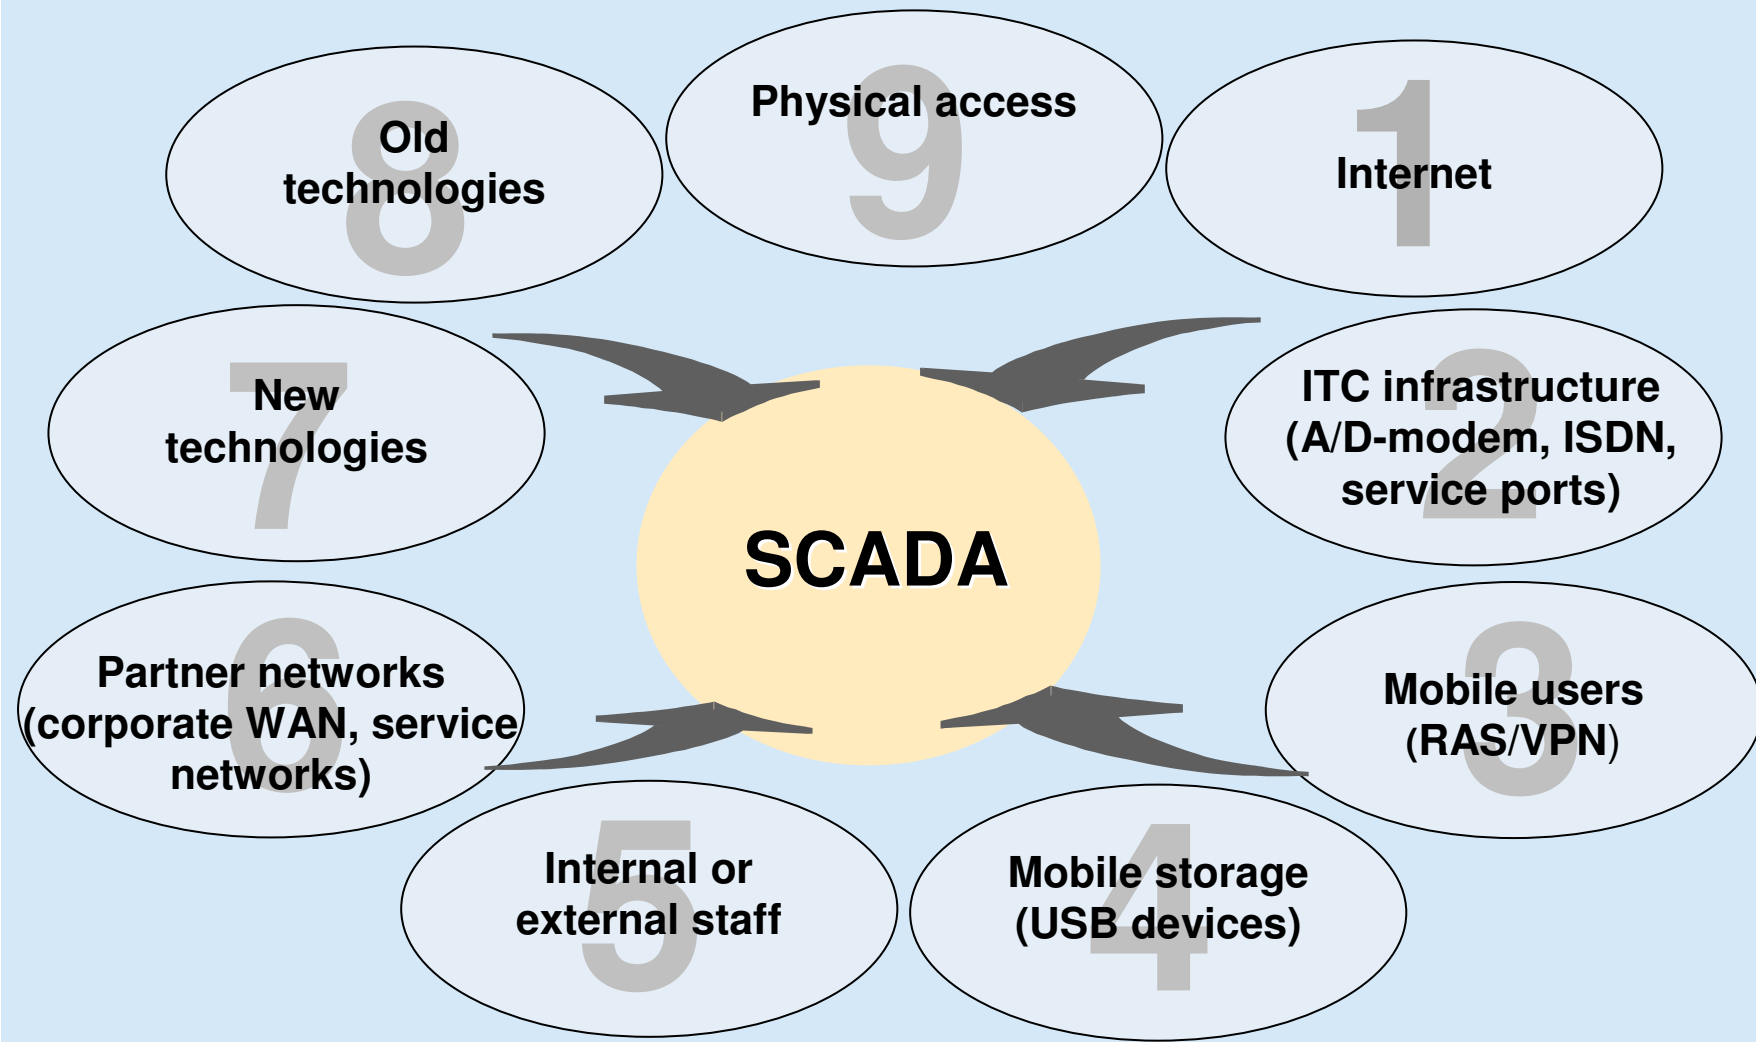 9
Physical access
1
Internet
8
Old
technologies
2
ITC infrastructure
(A/D-modem, ISDN,
service ports)
7
New
technologies
SCADA
3
Mobile users
(RAS/VPN)
6
Partner networks
(corporate WAN, service
networks)
5
Internal or
external staff
4
Mobile storage
(USB devices)